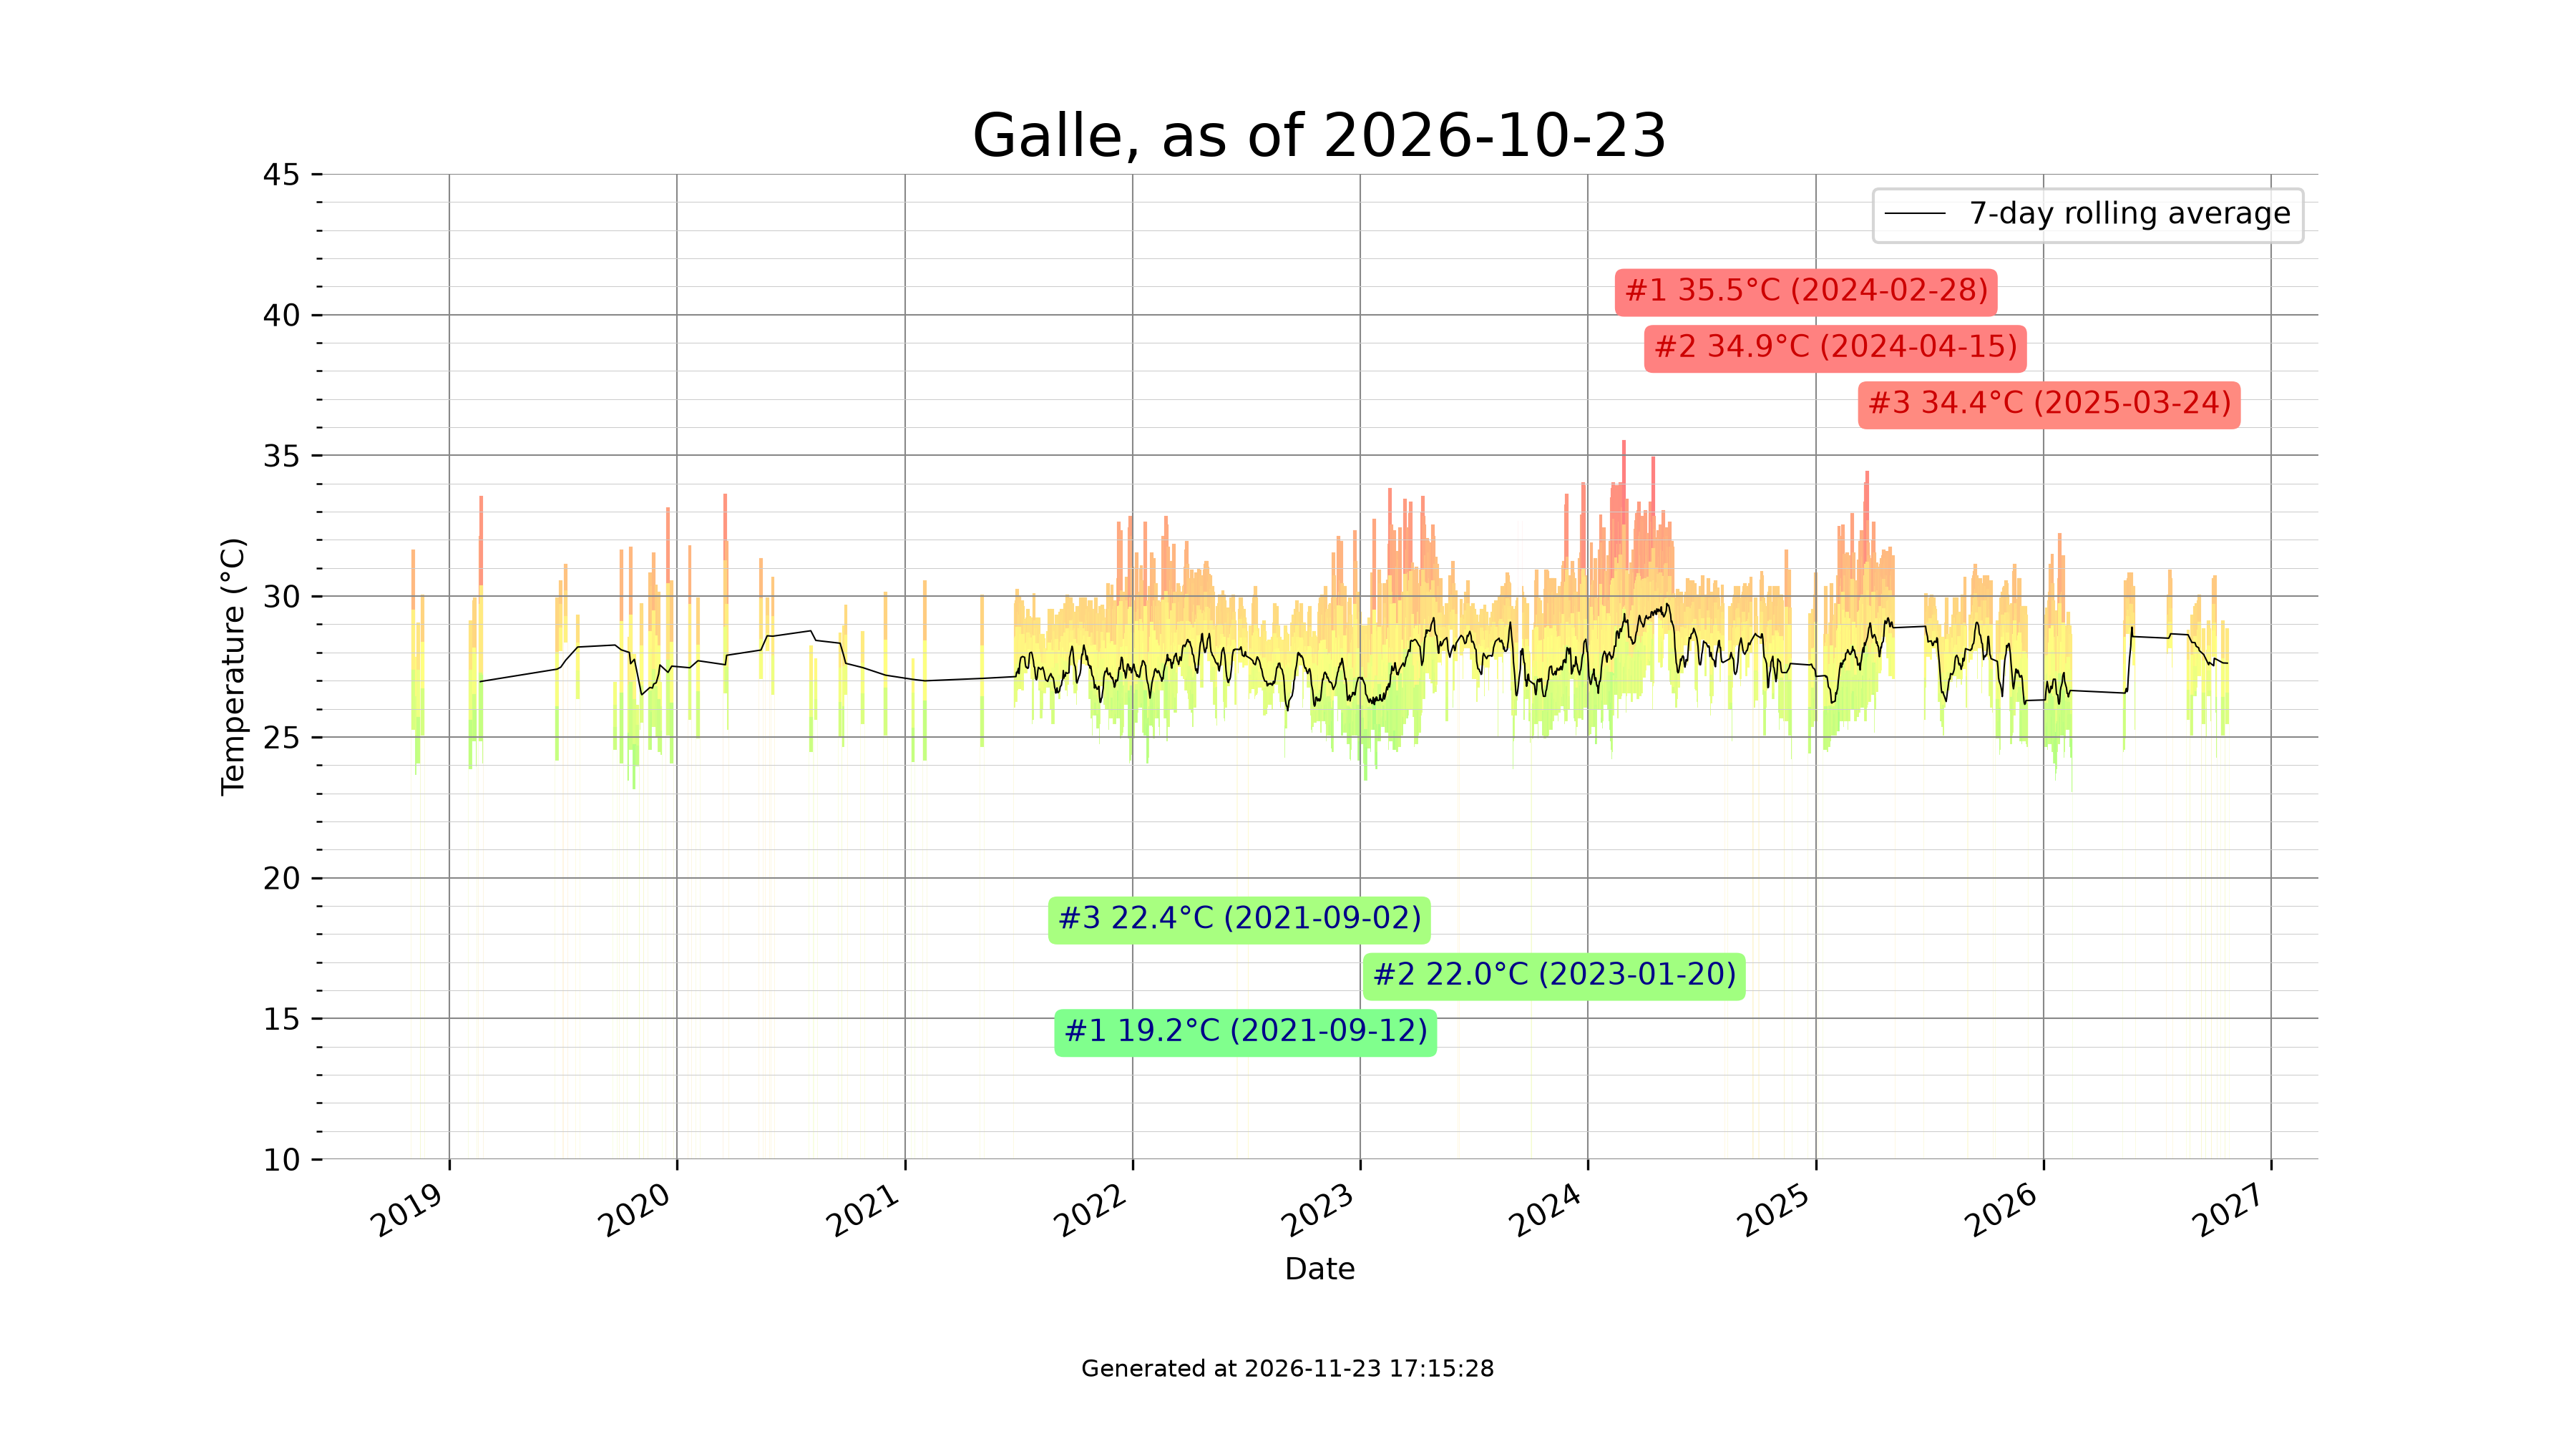 Galle, as of 2026-10-23
45
40
35
30
25
20
15
10
Temperature (°C)
7-day rolling average
#1 35.5°C (2024-02-28)
#2 34.9°C (2024-04-15)
#3 34.4°C (2025-03-24)
#3 22.4°C (2021-09-02)
#2 22.0°C (2023-01-20)
#1 19.2°C (2021-09-12)
2019
2020
2021
2022
2023
2024
2025
2026
2027
Date
Generated at 2026-11-23 17:15:28